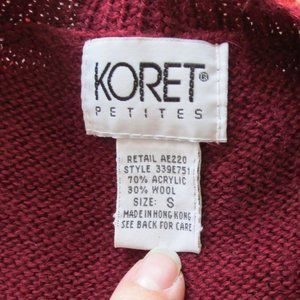 KORET®
PETITES
RETAIL AE220
STYLE 339E751
70% ACRYLIC
30% WOOL
SIZE: S
MADE IN HONG KONG
SEE BACK FOR CARE